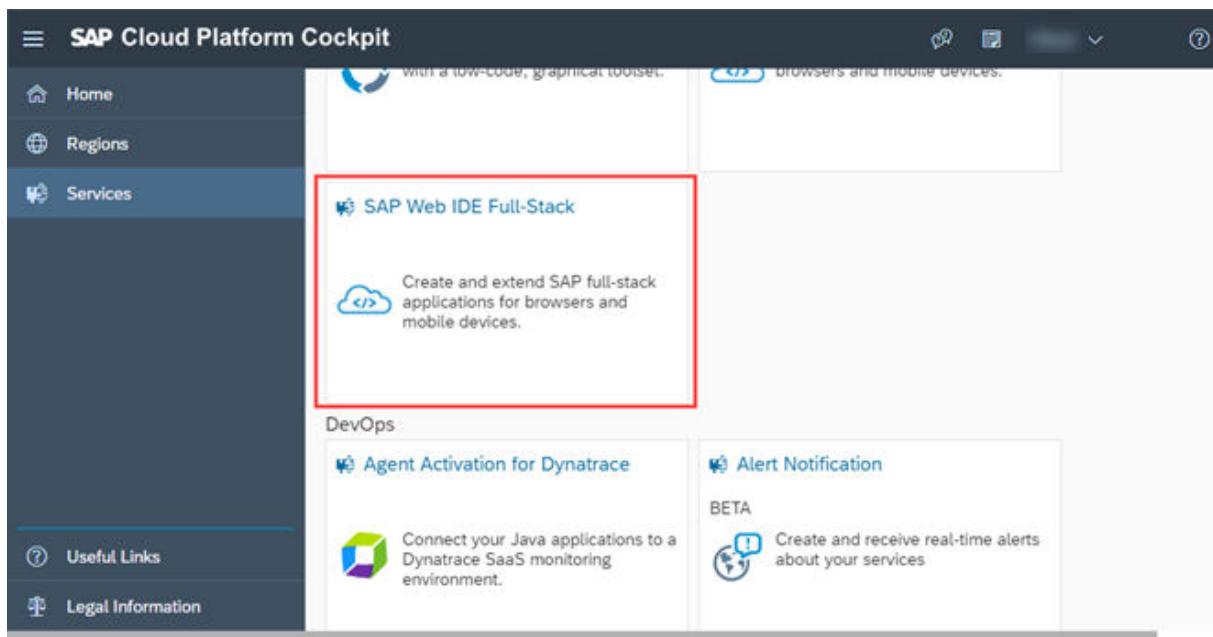 SAP Cloud Platform Cockpit
Home
Regions
Services
Useful Links
Legal Information
with a low-code, graphical toolset.
browsers and mobile devices.
SAP Web IDE Full-Stack
Create and extend SAP full-stack
applications for browsers and
mobile devices.
DevOps
Agent Activation for Dynatrace
Connect your Java applications to a
Dynatrace SaaS monitoring
environment.
Alert Notification
BETA
Create and receive real-time alerts
about your services